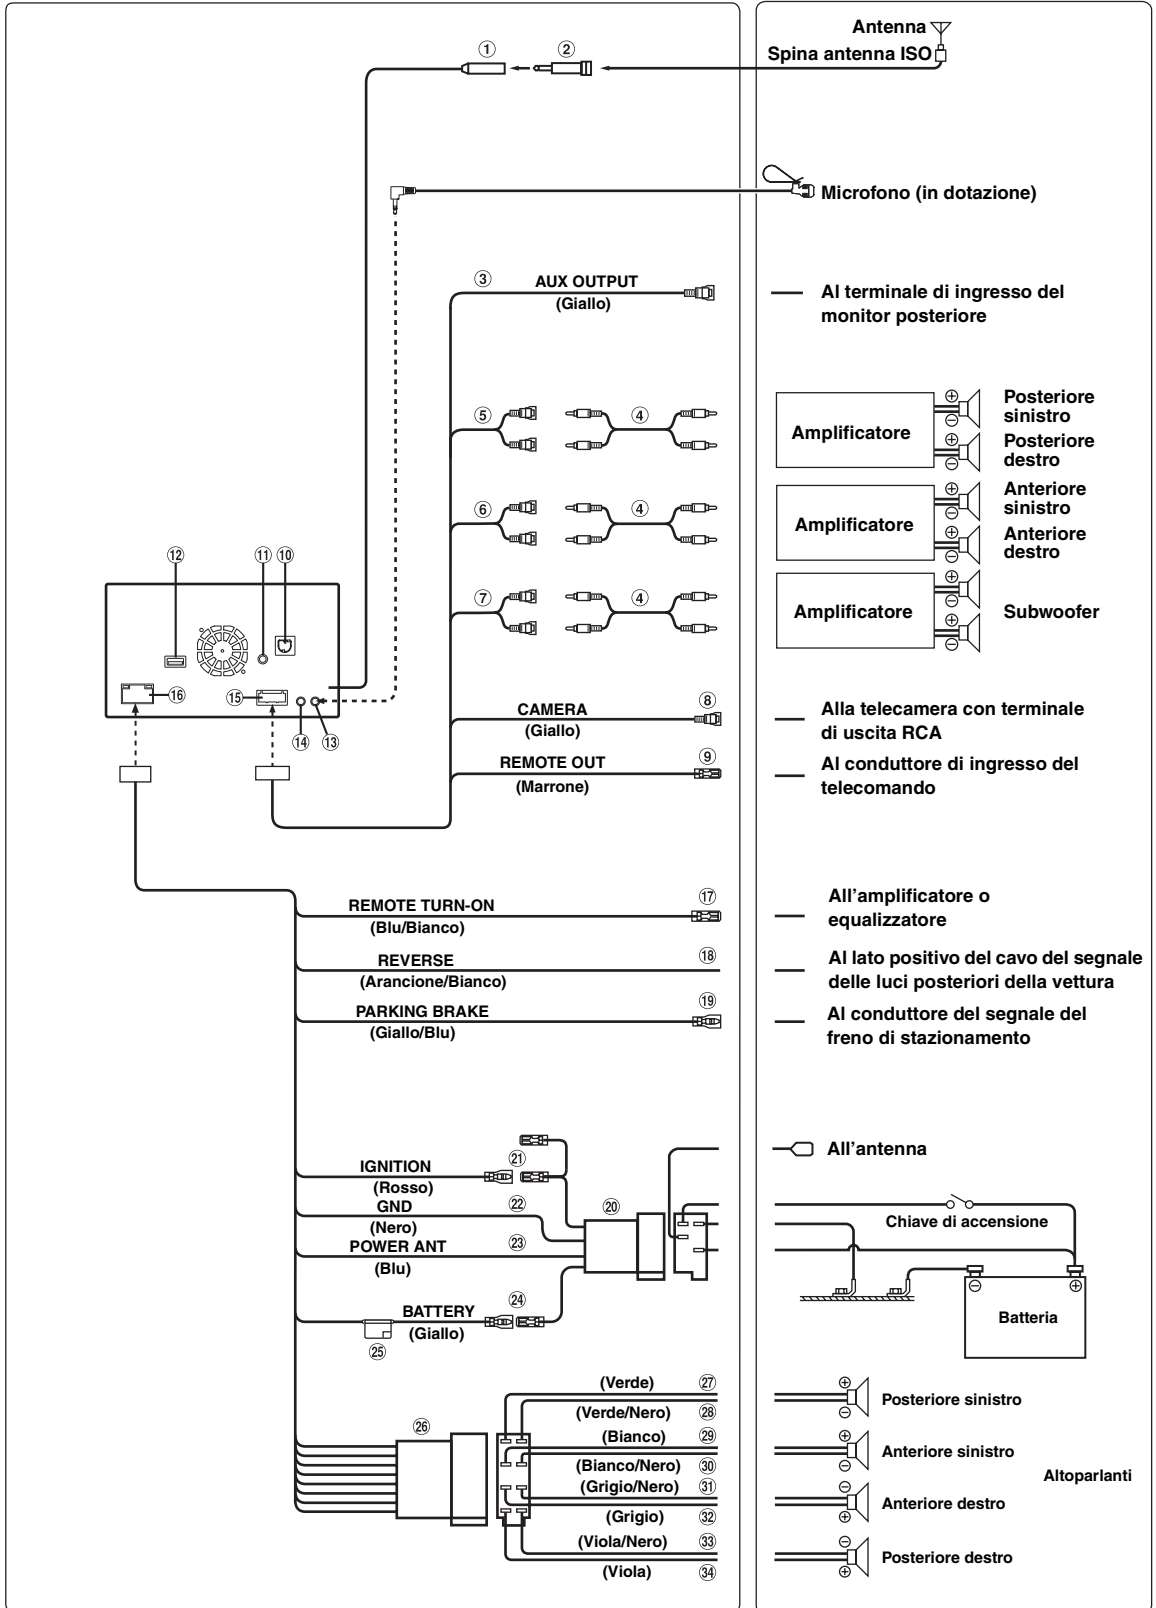 Antenna
Spina antenna ISO
① ②
Microfono (in dotazione)
③ AUX OUTPUT
(Giallo)
Al terminale di ingresso del
monitor posteriore
⑤ ④
Amplificatore
⊕ ⊖ ⊕ ⊖
Posteriore
sinistro
Posteriore
destro
⑥ ④
Amplificatore
⊕ ⊖ ⊕ ⊖
Anteriore
sinistro
Anteriore
destro
⑦ ④
Amplificatore
⊕ ⊖ ⊕ ⊖
Subwoofer
⑫ ⑪ ⑩
⑯ ⑮ ⑭ ⑬
CAMERA ⑧
(Giallo)
Alla telecamera con terminale
di uscita RCA
REMOTE OUT ⑨
(Marrone)
Al conduttore di ingresso del
telecomando
REMOTE TURN-ON ⑰
(Blu/Bianco)
All'amplificatore o
equalizzatore
REVERSE ⑱
(Arancione/Bianco)
Al lato positivo del cavo del segnale
delle luci posteriori della vettura
PARKING BRAKE ⑲
(Giallo/Blu)
Al conduttore del segnale del
freno di stazionamento
All'antenna
IGNITION ㉑
(Rosso)
GND ㉒ ⑳
(Nero)
Chiave di accensione
POWER ANT ㉓
(Blu)
⊖ ⊕
Batteria
BATTERY ㉔
(Giallo)
㉕
㉖
(Verde) ㉗
(Verde/Nero) ㉘
⊕ ⊖
Posteriore sinistro
(Bianco) ㉙
(Bianco/Nero) ㉚
⊕ ⊖
Anteriore sinistro
Altoparlanti
(Grigio/Nero) ㉛
(Grigio) ㉜
⊖ ⊕
Anteriore destro
(Viola/Nero) ㉝
(Viola) ㉞
⊖ ⊕
Posteriore destro